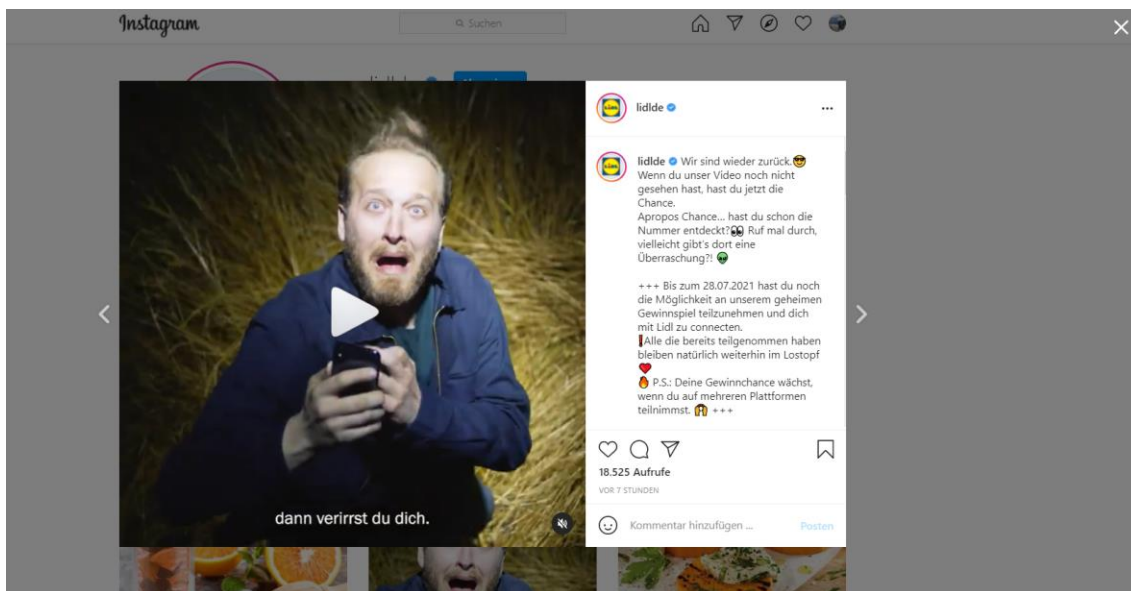 Instagram
Suchen
lidlde
lidlde Wir sind wieder zurück.😎
Wenn du unser Video noch nicht
gesehen hast, hast du jetzt die
Chance.
Apropos Chance... hast du schon die
Nummer entdeckt?👀 Ruf mal durch,
vielleicht gibt's dort eine
Überraschung?! 👽
+++ Bis zum 28.07.2021 hast du noch
die Möglichkeit an unserem geheimen
Gewinnspiel teilzunehmen und dich
mit Lidl zu connecten.
❗Alle die bereits teilgenommen haben
bleiben natürlich weiterhin im Lostopf
❤️
🔥 P.S.: Deine Gewinnchance wächst,
wenn du auf mehreren Plattformen
teilnimmst. 🙌 +++
18.525 Aufrufe
VOR 7 STUNDEN
Kommentar hinzufügen ...
Posten
dann verirrst du dich.